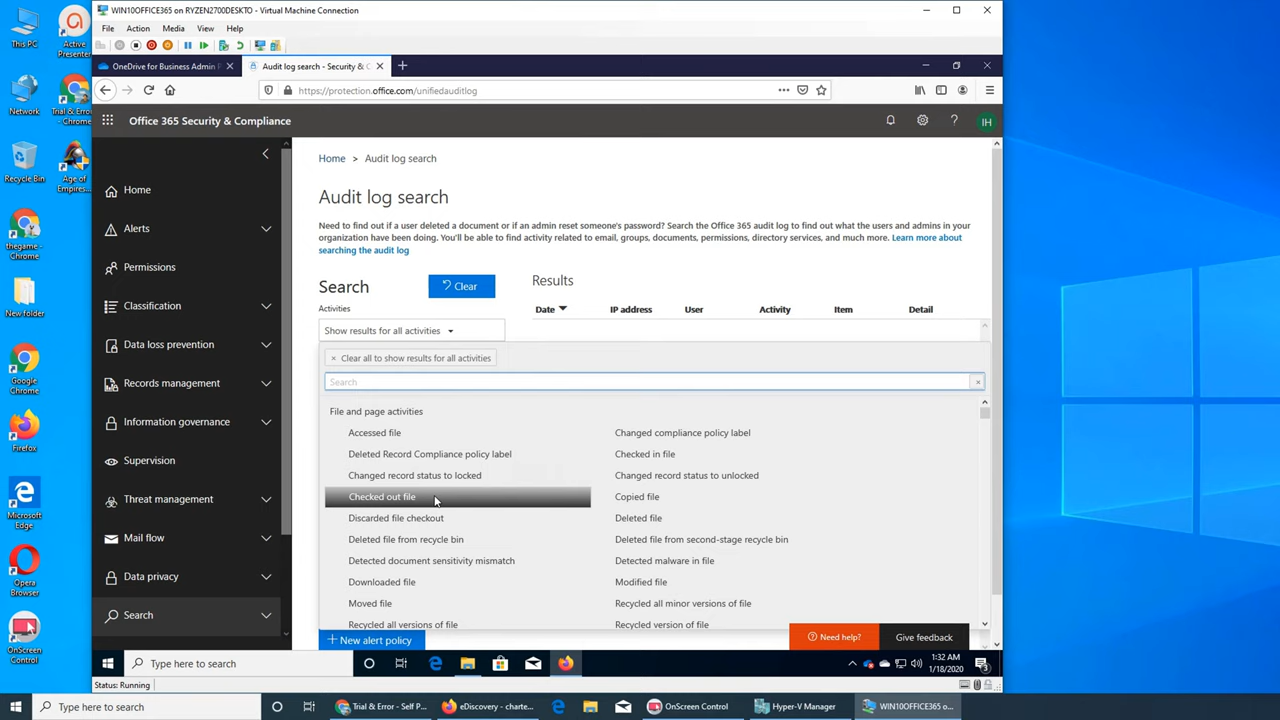 This PC
Active
Presenter
Network
Trial & Error
- Chrome
Recycle Bin
Age of
Empires...
thegame -
Chrome
New folder
Google
Chrome
Firefox
Microsoft
Edge
Opera
Browser
OnScreen
Control
WIN10OFFICE365 on RYZEN2700DESKTO - Virtual Machine Connection
File Action Media View Help
OneDrive for Business Admin P
Audit log search - Security & C
https://protection.office.com/unifiedauditlog
Office 365 Security & Compliance
IH
Home
Alerts
Permissions
Classification
Data loss prevention
Records management
Information governance
Supervision
Threat management
Mail flow
Data privacy
Search
Home > Audit log search
Audit log search
Need to find out if a user deleted a document or if an admin reset someone's password? Search the Office 365 audit log to find out what the users and admins in your
organization have been doing. You'll be able to find activity related to email, groups, documents, permissions, directory services, and much more. Learn more about
searching the audit log
Search
Clear
Results
Activities
Date IP address User Activity Item Detail
Show results for all activities
× Clear all to show results for all activities
Search
File and page activities
Accessed file Changed compliance policy label
Deleted Record Compliance policy label Checked in file
Changed record status to locked Changed record status to unlocked
Checked out file Copied file
Discarded file checkout Deleted file
Deleted file from recycle bin Deleted file from second-stage recycle bin
Detected document sensitivity mismatch Detected malware in file
Downloaded file Modified file
Moved file Recycled all minor versions of file
Recycled all versions of file Recycled version of file
+ New alert policy
Need help?
Give feedback
Type here to search
1:32 AM
1/18/2020
3
Status: Running
Type here to search
Trial & Error - Self P...
eDiscovery - charte...
OnScreen Control
Hyper-V Manager
WIN10OFFICE365 o...